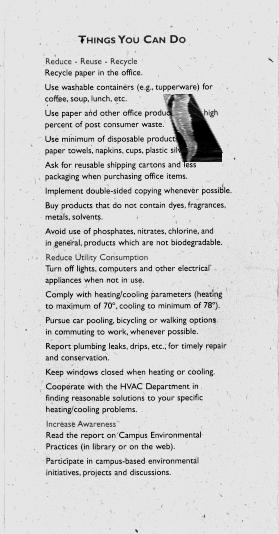 THINGS YOU CAN DO
Reduce - Reuse - Recycle
Recycle paper in the office.
Use washable containers (e.g., tupperware) for
coffee, soup, lunch, etc.
Use paper and other office produc high
percent of post consumer waste.
Use minimum of disposable product
paper towels, napkins, cups, plastic silv
Ask for reusable shipping cartons and less
packaging when purchasing office items.
Implement double-sided copying whenever possible.
Buy products that do not contain dyes, fragrances,
metals, solvents.
Avoid use of phosphates, nitrates, chlorine, and
in general, products which are not biodegradable.
Reduce Utility Consumption
Turn off lights, computers and other electrical
appliances when not in use.
Comply with heating/cooling parameters (heating
to maximum of 70°, cooling to minimum of 78°).
Pursue car pooling, bicycling or walking options
in commuting to work, whenever possible.
Report plumbing leaks, drips, etc., for timely repair
and conservation.
Keep windows closed when heating or cooling.
Cooperate with the HVAC Department in
finding reasonable solutions to your specific
heating/cooling problems.
Increase Awareness
Read the report on Campus Environmental
Practices (in library or on the web).
Participate in campus-based environmental
initiatives, projects and discussions.